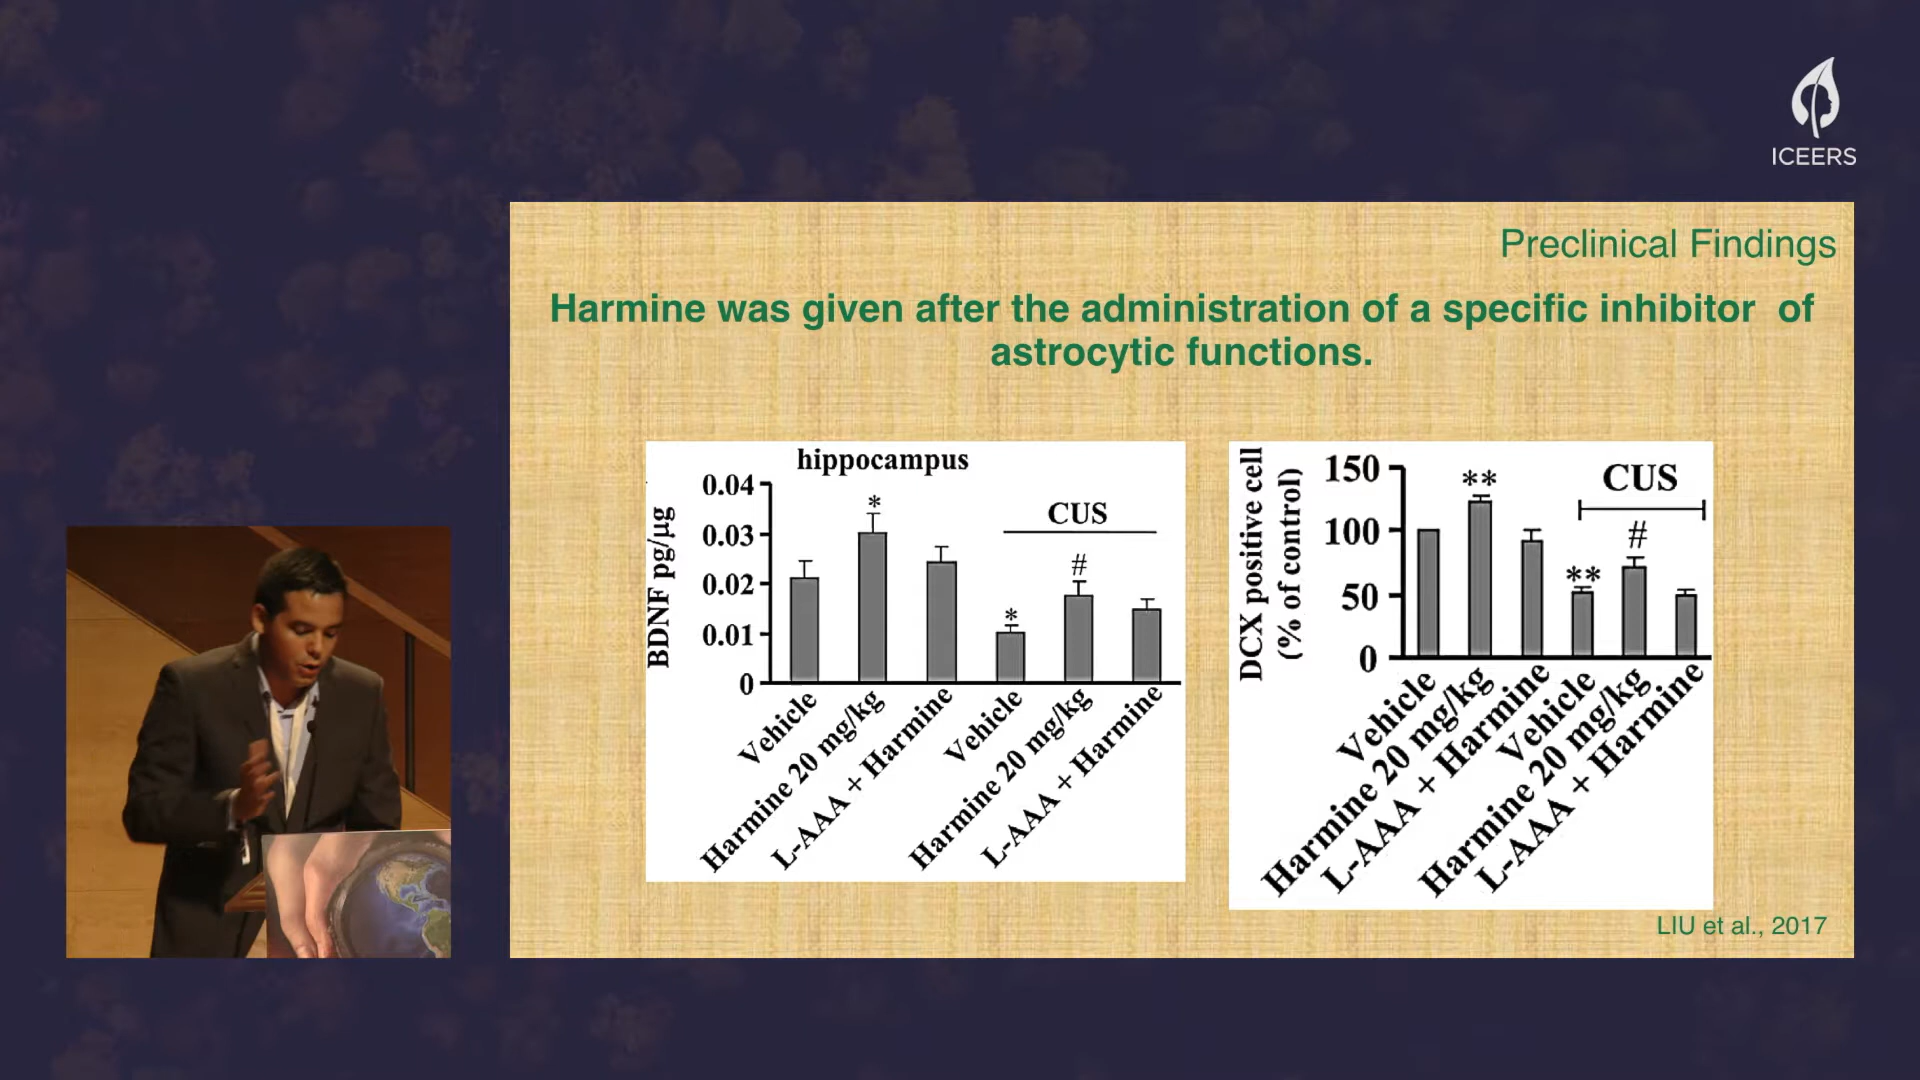 ICEERS
Preclinical Findings
Harmine was given after the administration of a specific inhibitor of
astrocytic functions.
hippocampus
BDNF pg/µg
0.04
0.03
0.02
0.01
0
*
CUS
*
#
Vehicle
Harmine 20 mg/kg
L-AAA + Harmine
Vehicle
Harmine 20 mg/kg
L-AAA + Harmine
DCX positive cell
(% of control)
150
100
50
0
**
CUS
**
#
Vehicle
Harmine 20 mg/kg
L-AAA + Harmine
Vehicle
Harmine 20 mg/kg
L-AAA + Harmine
LIU et al., 2017